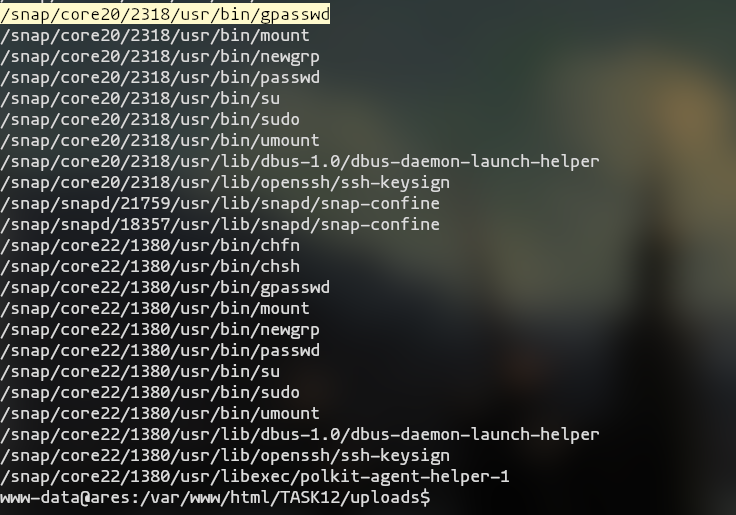 /snap/core20/2318/usr/bin/gpasswd
/snap/core20/2318/usr/bin/mount
/snap/core20/2318/usr/bin/newgrp
/snap/core20/2318/usr/bin/passwd
/snap/core20/2318/usr/bin/su
/snap/core20/2318/usr/bin/sudo
/snap/core20/2318/usr/bin/umount
/snap/core20/2318/usr/lib/dbus-1.0/dbus-daemon-launch-helper
/snap/core20/2318/usr/lib/openssh/ssh-keysign
/snap/snapd/21759/usr/lib/snapd/snap-confine
/snap/snapd/18357/usr/lib/snapd/snap-confine
/snap/core22/1380/usr/bin/chfn
/snap/core22/1380/usr/bin/chsh
/snap/core22/1380/usr/bin/gpasswd
/snap/core22/1380/usr/bin/mount
/snap/core22/1380/usr/bin/newgrp
/snap/core22/1380/usr/bin/passwd
/snap/core22/1380/usr/bin/su
/snap/core22/1380/usr/bin/sudo
/snap/core22/1380/usr/bin/umount
/snap/core22/1380/usr/lib/dbus-1.0/dbus-daemon-launch-helper
/snap/core22/1380/usr/lib/openssh/ssh-keysign
/snap/core22/1380/usr/libexec/polkit-agent-helper-1
www-data@ares:/var/www/html/TASK12/uploads$